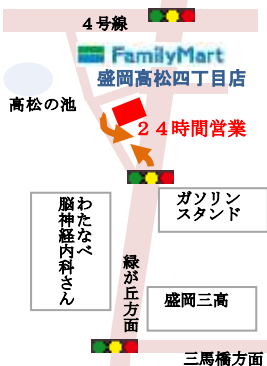 ４号線
FamilyMart
盛岡高松四丁目店
高松の池
２４時間営業
ガソリン
スタンド
わたなべ
脳神経内科さん
緑が丘方面
盛岡三高
三馬橋方面